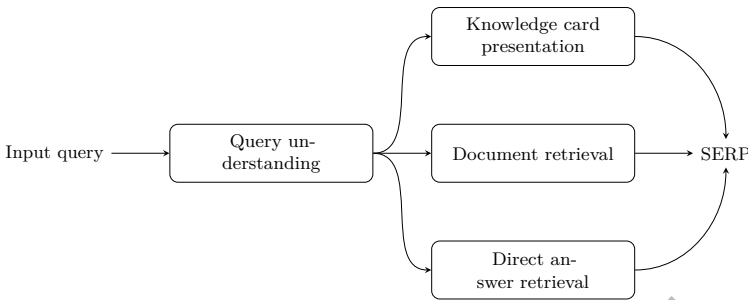 Knowledge card
presentation
Input query
Query un-
derstanding
Document retrieval
SERP
Direct an-
swer retrieval